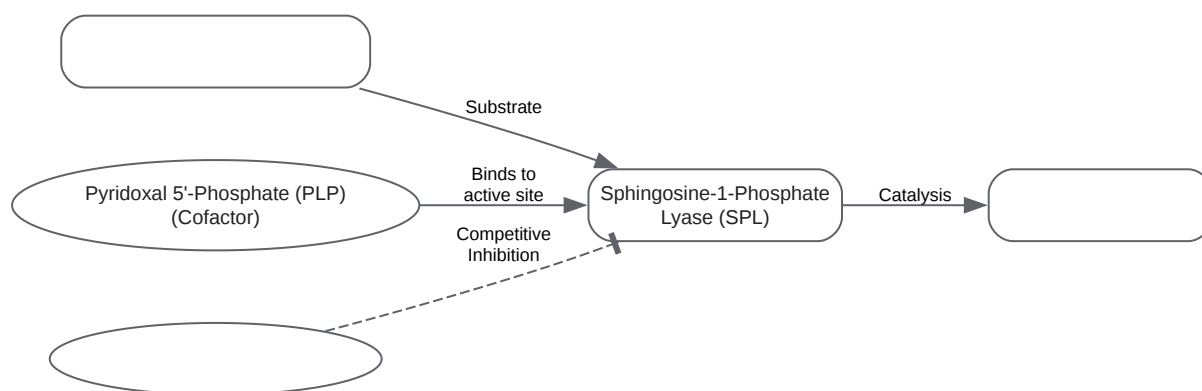 Substrate
Pyridoxal 5'-Phosphate (PLP)
(Cofactor)
Binds to
active site
Sphingosine-1-Phosphate
Lyase (SPL)
Catalysis
Competitive
Inhibition